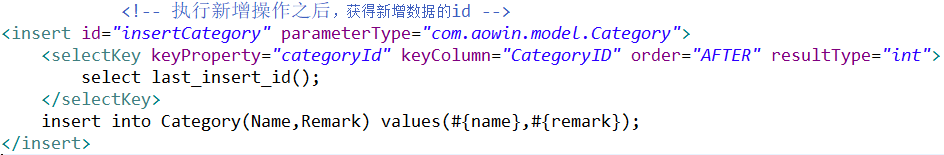 <!-- 执行新增操作之后，获得新增数据的id -->
<insert id="insertCategory" parameterType="com.aowin.model.Category">
<selectKey keyProperty="categoryId" keyColumn="CategoryID" order="AFTER" resultType="int">
select last_insert_id();
</selectKey>
insert into Category(Name,Remark) values(#{name},#{remark});
</insert>